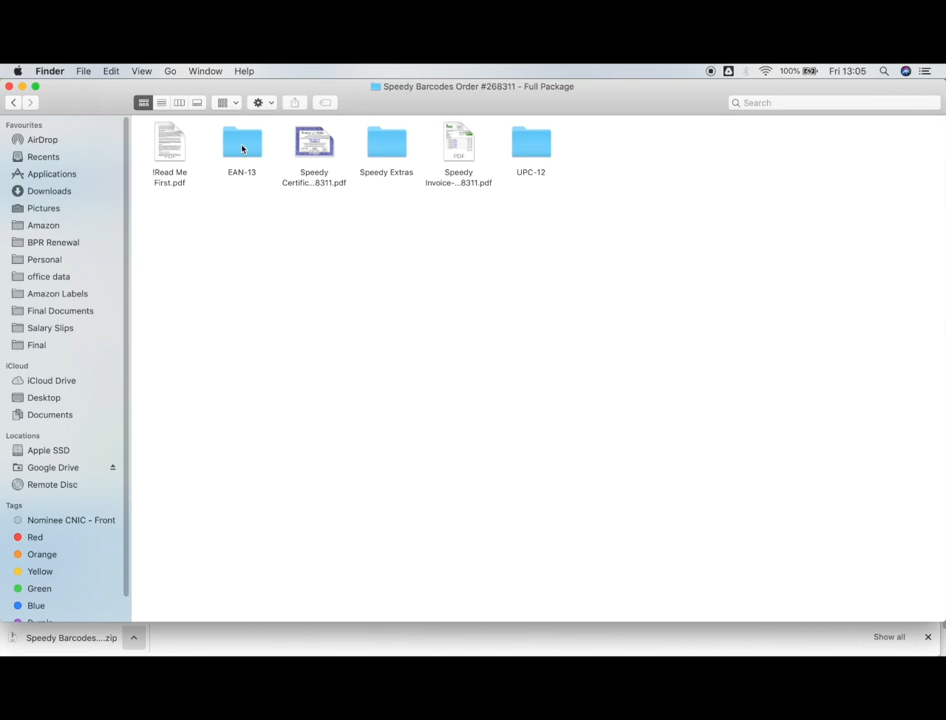 Finder File Edit View Go Window Help 100% Fri 13:05
Speedy Barcodes Order #268311 - Full Package
Search
Favourites
AirDrop
Recents
Applications
Downloads
Pictures
Amazon
BPR Renewal
Personal
office data
Amazon Labels
Final Documents
Salary Slips
Final
iCloud
iCloud Drive
Desktop
Documents
Locations
Apple SSD
Google Drive
Remote Disc
Tags
Nominee CNIC - Front
Red
Orange
Yellow
Green
Blue
PDF
!Read Me
First.pdf
EAN-13
Speedy
Certific...8311.pdf
Speedy Extras
PDF
Speedy
Invoice-...8311.pdf
UPC-12
Speedy Barcodes....zip
Show all